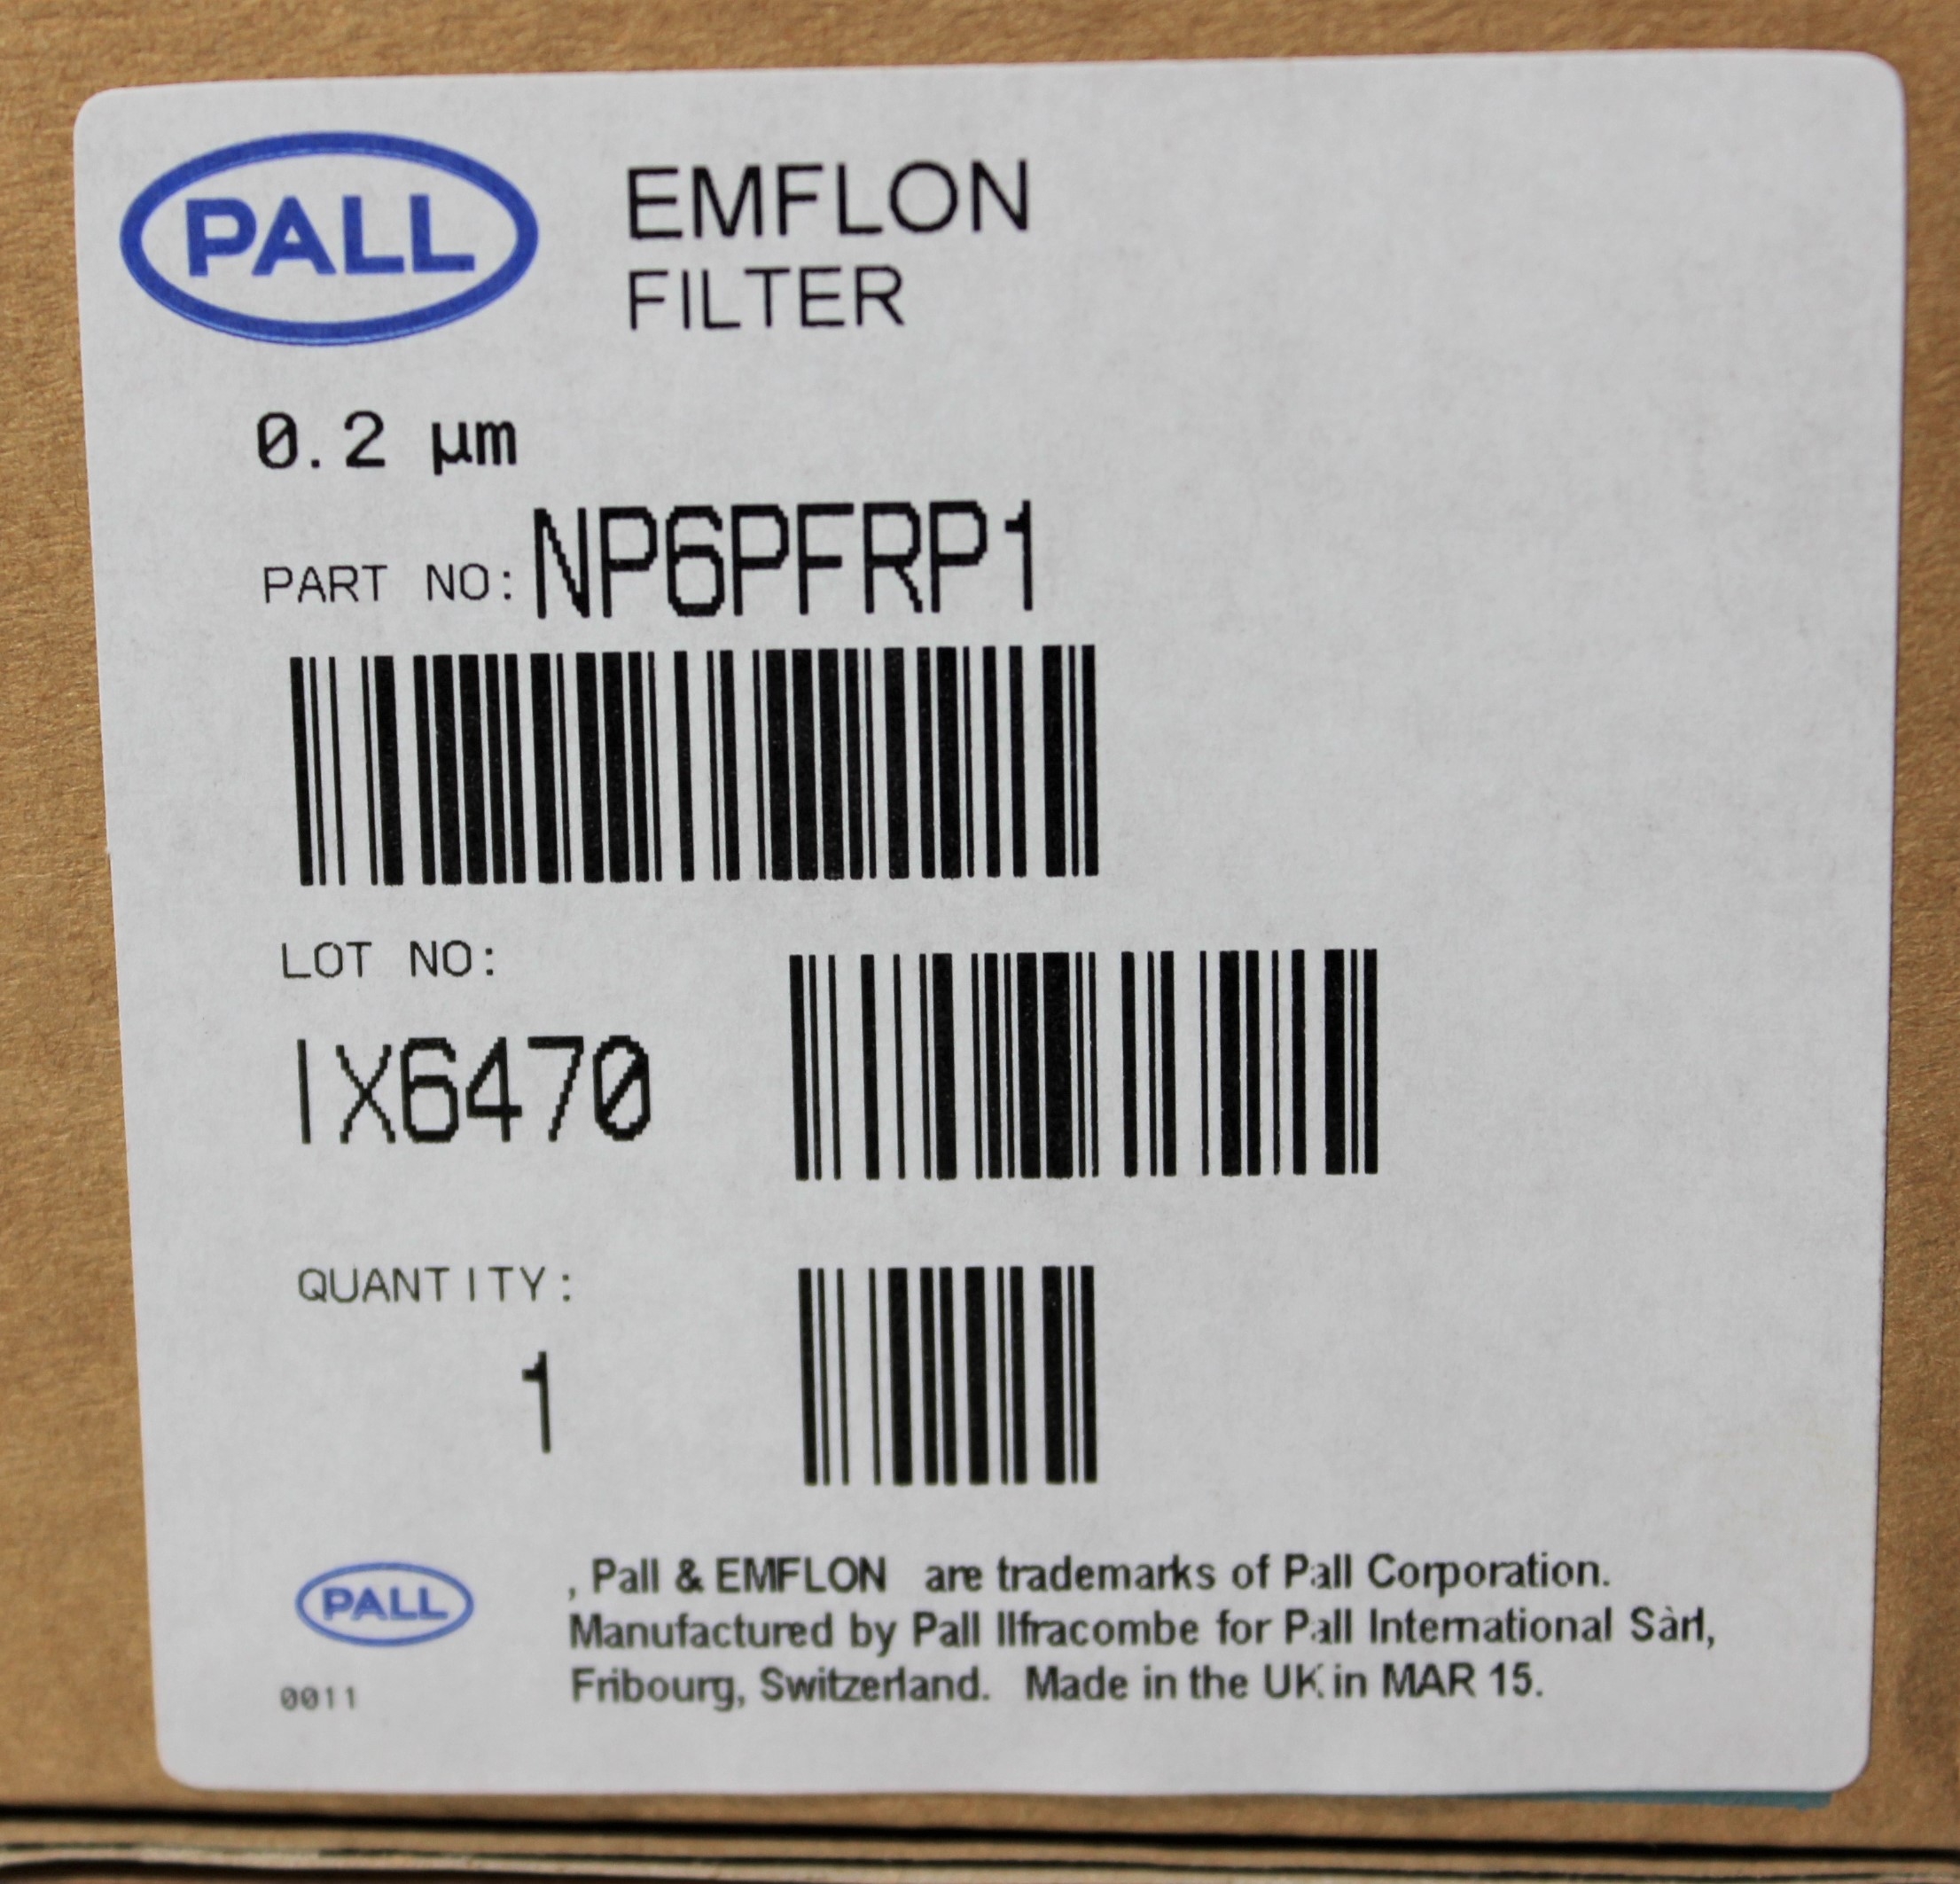 PALL
EMFLON
FILTER
0.2 µm
PART NO: NP6PFRP1
LOT NO:
IX6470
QUANTITY:
1
PALL
, Pall & EMFLON are trademarks of Pall Corporation.
Manufactured by Pall Ilfracombe for Pall International Sàrl,
Fribourg, Switzerland. Made in the UK in MAR 15.
0011